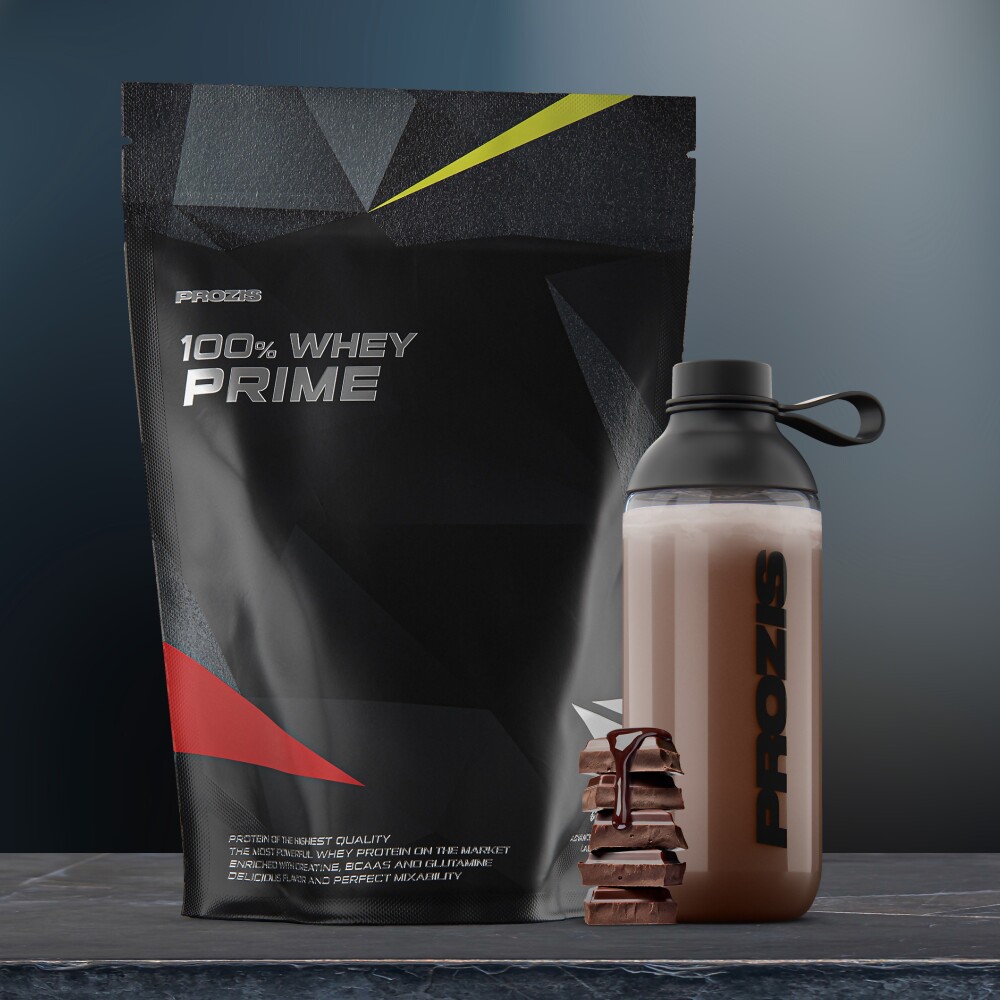 PROZIS
100% WHEY
PRIME
PROTEIN OF THE HIGHEST QUALITY
THE MOST POWERFUL WHEY PROTEIN ON THE MARKET
ENRICHED WITH CREATINE, BCAAS AND GLUTAMINE
DELICIOUS FLAVOR AND PERFECT MIXABILITY
PROZIS